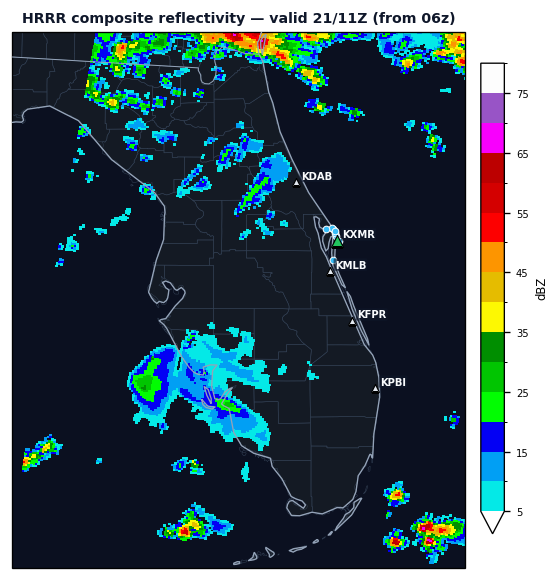 HRRR composite reflectivity — valid 21/11Z (from 06z)
75
65
55
45
35
25
15
5
dBZ
KDAB
KXMR
KMLB
KFPR
KPBI